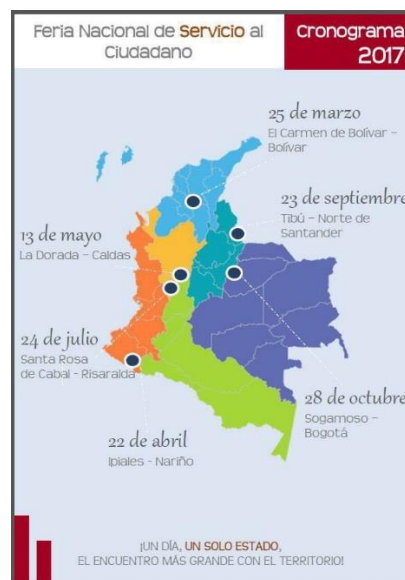 Feria Nacional de Servicio al
Ciudadano
Cronograma
2017
25 de marzo
El Carmen de Bolívar –
Bolívar
23 de septiembre
Tibú – Norte de
Santander
13 de mayo
La Dorada – Caldas
24 de julio
Santa Rosa
de Cabal - Risaralda
28 de octubre
Sogamoso –
Bogotá
22 de abril
Ipiales - Nariño
¡UN DÍA, UN SOLO ESTADO,
EL ENCUENTRO MÁS GRANDE CON EL TERRITORIO!